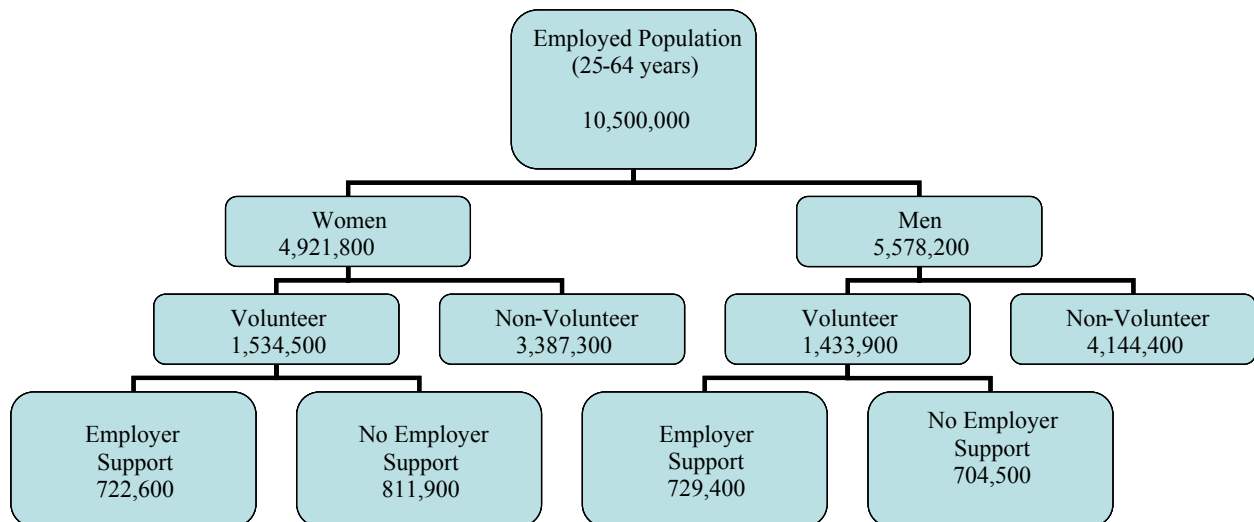 Employed Population
(25-64 years)
10,500,000
Women
4,921,800
Men
5,578,200
Volunteer
1,534,500
Non-Volunteer
3,387,300
Volunteer
1,433,900
Non-Volunteer
4,144,400
Employer
Support
722,600
No Employer
Support
811,900
Employer
Support
729,400
No Employer
Support
704,500